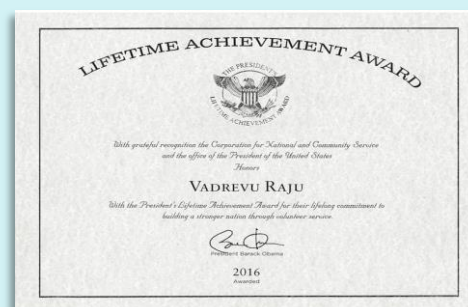 LIFETIME ACHIEVEMENT AWARD
THE PRESIDENT'S
LIFETIME ACHIEVEMENT AWARD
With grateful recognition the Corporation for National and Community Service
and the office of the President of the United States
Honors
VADREVU RAJU
With the President's Lifetime Achievement Award for their lifelong commitment to
building a stronger nation through volunteer service.
President Barack Obama
2016
Awarded